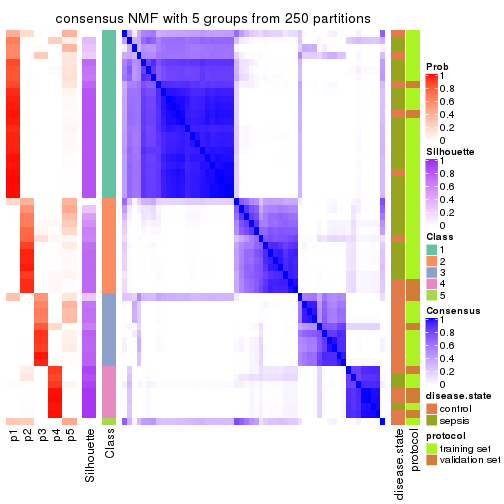 consensus NMF with 5 groups from 250 partitions
Prob
1
0.8
0.6
0.4
0.2
0
Silhouette
1
0.8
0.6
0.4
0.2
0
Class
1
2
3
4
5
Consensus
1
0.8
0.6
0.4
0.2
0
disease.state
control
sepsis
protocol
training set
validation set
p1
p2
p3
p4
p5
Silhouette
Class
disease.state
protocol